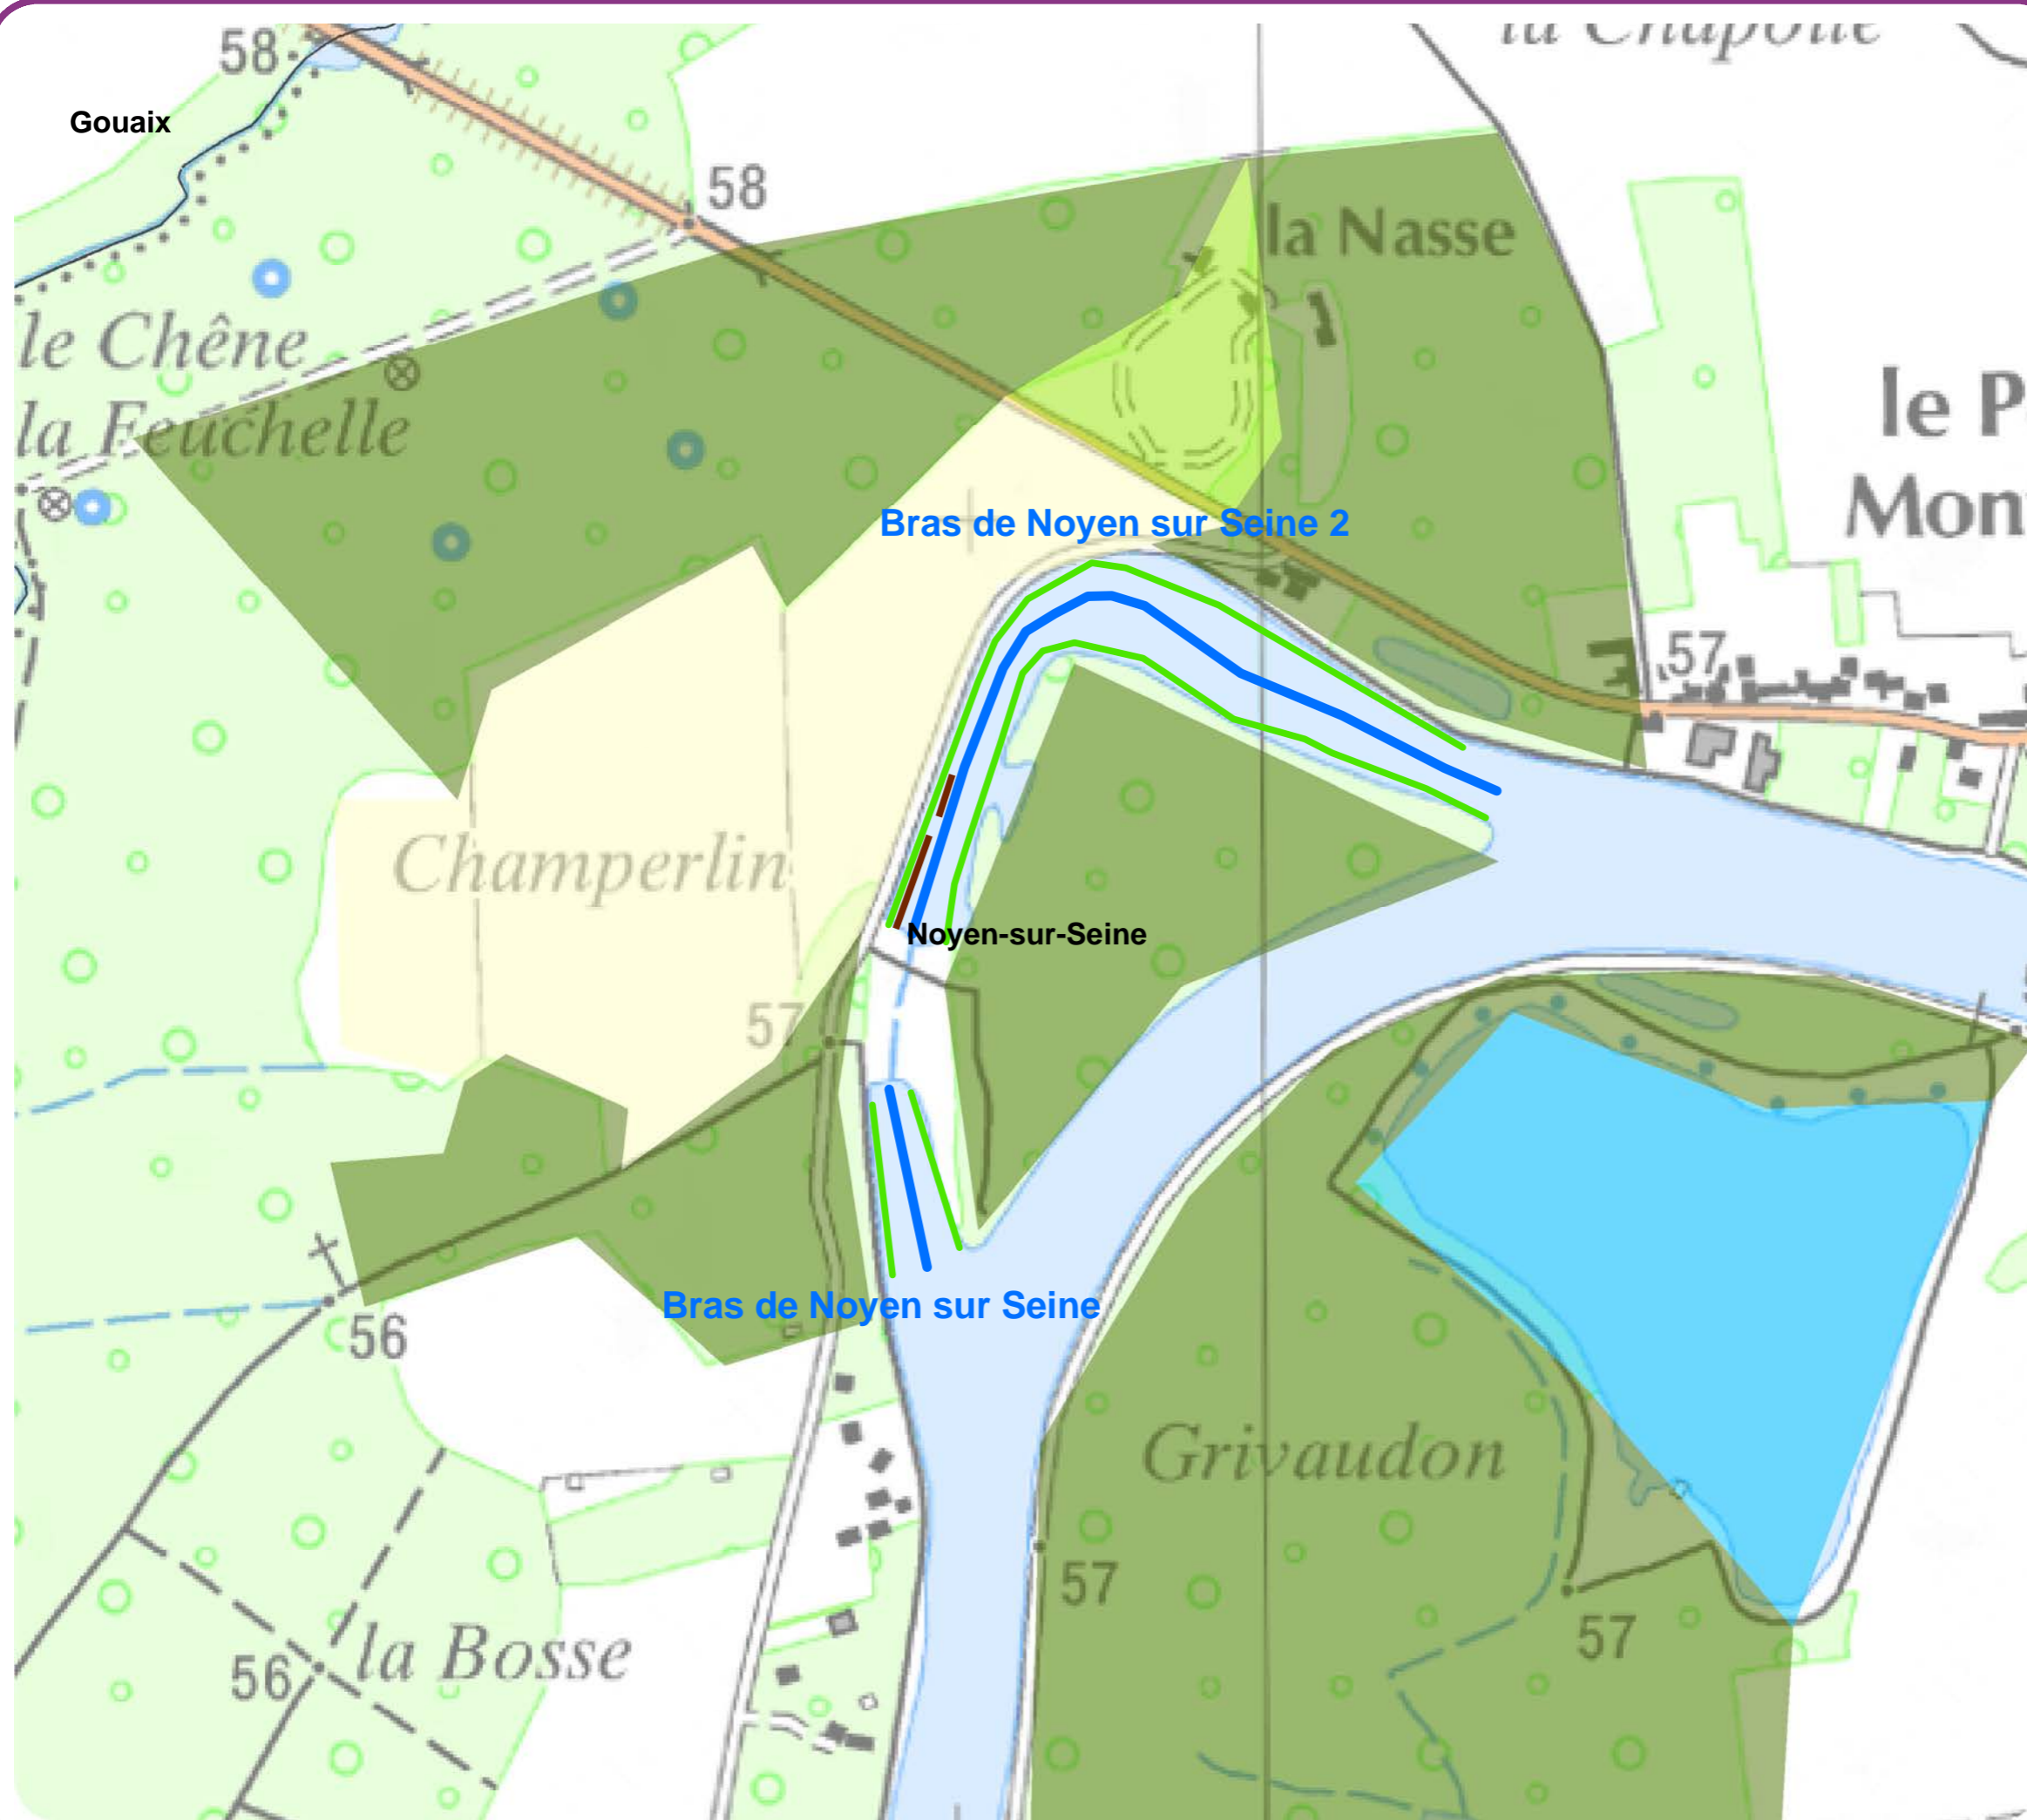 58
Gouaix
58
la Nasse
le Chêne
la Feuchelle
le P
Mon
Bras de Noyen sur Seine 2
57
Champerlin
Noyen-sur-Seine
57
Bras de Noyen sur Seine
56
Grivaudon
57
57
la Bosse
56